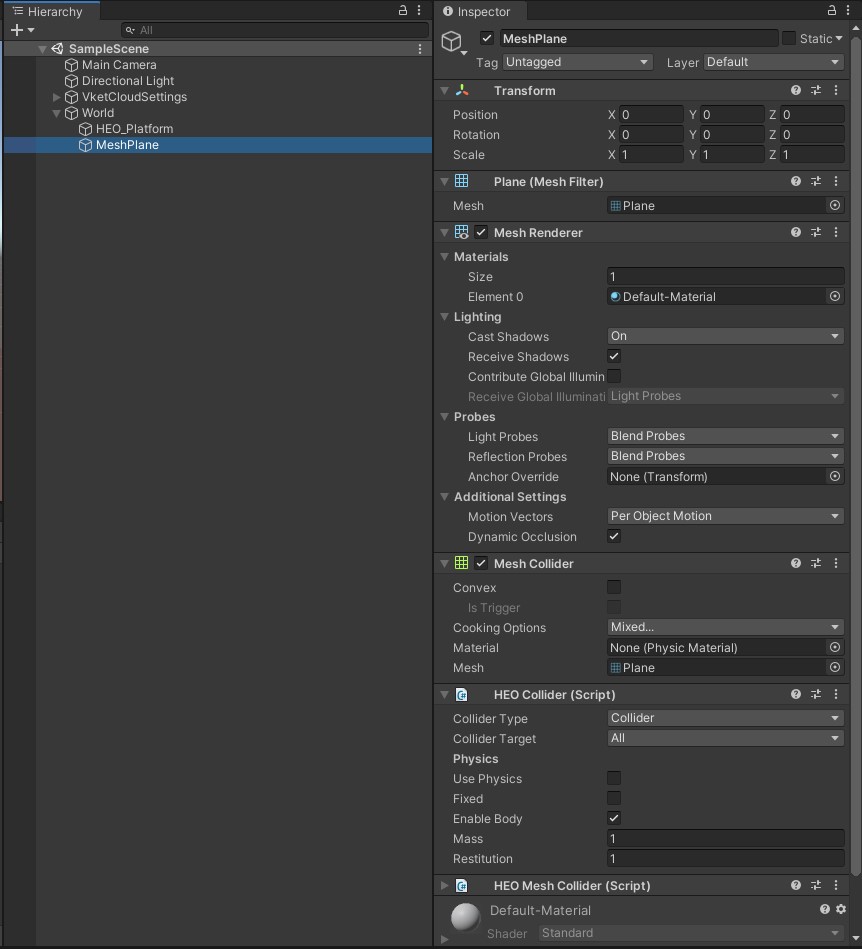 Hierarchy
All
SampleScene
Main Camera
Directional Light
VketCloudSettings
World
HEO_Platform
MeshPlane
Inspector
MeshPlane Static
Tag Untagged Layer Default
Transform
Position X 0 Y 0 Z 0
Rotation X 0 Y 0 Z 0
Scale X 1 Y 1 Z 1
Plane (Mesh Filter)
Mesh Plane
Mesh Renderer
Materials
Size 1
Element 0 Default-Material
Lighting
Cast Shadows On
Receive Shadows
Contribute Global Illumin
Receive Global Illuminati Light Probes
Probes
Light Probes Blend Probes
Reflection Probes Blend Probes
Anchor Override None (Transform)
Additional Settings
Motion Vectors Per Object Motion
Dynamic Occlusion
Mesh Collider
Convex
Is Trigger
Cooking Options Mixed...
Material None (Physic Material)
Mesh Plane
HEO Collider (Script)
Collider Type Collider
Collider Target All
Physics
Use Physics
Fixed
Enable Body
Mass 1
Restitution 1
HEO Mesh Collider (Script)
Default-Material
Shader Standard